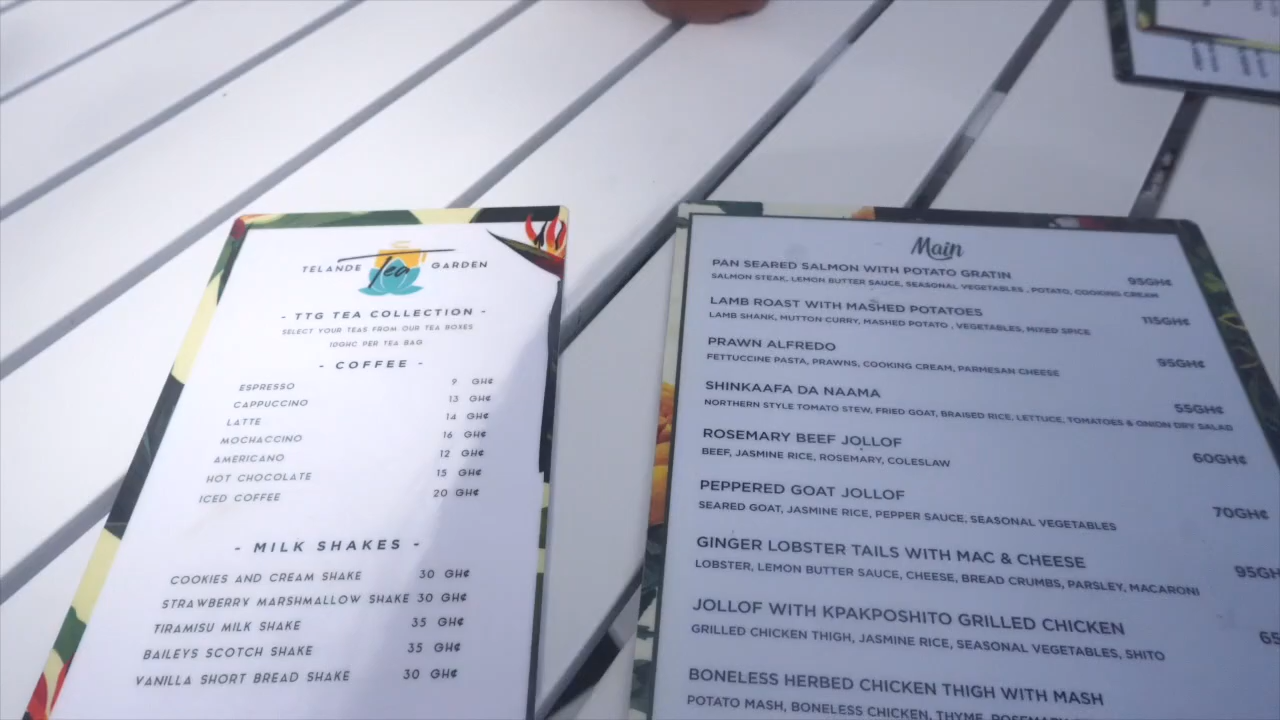 TELANDE Tea GARDEN
- TTG TEA COLLECTION -
SELECT YOUR TEAS FROM OUR TEA BOXES
10GHC PER TEA BAG
- COFFEE -
ESPRESSO 9 GH¢
CAPPUCCINO 13 GH¢
LATTE 14 GH¢
MOCHACCINO 16 GH¢
AMERICANO 12 GH¢
HOT CHOCOLATE 15 GH¢
ICED COFFEE 20 GH¢
- MILK SHAKES -
COOKIES AND CREAM SHAKE 30 GH¢
STRAWBERRY MARSHMALLOW SHAKE 30 GH¢
TIRAMISU MILK SHAKE 35 GH¢
BAILEYS SCOTCH SHAKE 35 GH¢
VANILLA SHORT BREAD SHAKE 30 GH¢
Main
PAN SEARED SALMON WITH POTATO GRATIN 95GH¢
SALMON STEAK, LEMON BUTTER SAUCE, SEASONAL VEGETABLES , POTATO, COOKING CREAM
LAMB ROAST WITH MASHED POTATOES 115GH¢
LAMB SHANK, MUTTON CURRY, MASHED POTATO , VEGETABLES, MIXED SPICE
PRAWN ALFREDO 95GH¢
FETTUCCINE PASTA, PRAWNS, COOKING CREAM, PARMESAN CHEESE
SHINKAAFA DA NAAMA 55GH¢
NORTHERN STYLE TOMATO STEW, FRIED GOAT, BRAISED RICE, LETTUCE, TOMATOES & ONION DRY SALAD
ROSEMARY BEEF JOLLOF 60GH¢
BEEF, JASMINE RICE, ROSEMARY, COLESLAW
PEPPERED GOAT JOLLOF 70GH¢
SEARED GOAT, JASMINE RICE, PEPPER SAUCE, SEASONAL VEGETABLES
GINGER LOBSTER TAILS WITH MAC & CHEESE 95GH
LOBSTER, LEMON BUTTER SAUCE, CHEESE, BREAD CRUMBS, PARSLEY, MACARONI
JOLLOF WITH KPAKPOSHITO GRILLED CHICKEN 65
GRILLED CHICKEN THIGH, JASMINE RICE, SEASONAL VEGETABLES, SHITO
BONELESS HERBED CHICKEN THIGH WITH MASH
POTATO MASH, BONELESS CHICKEN, THYME,